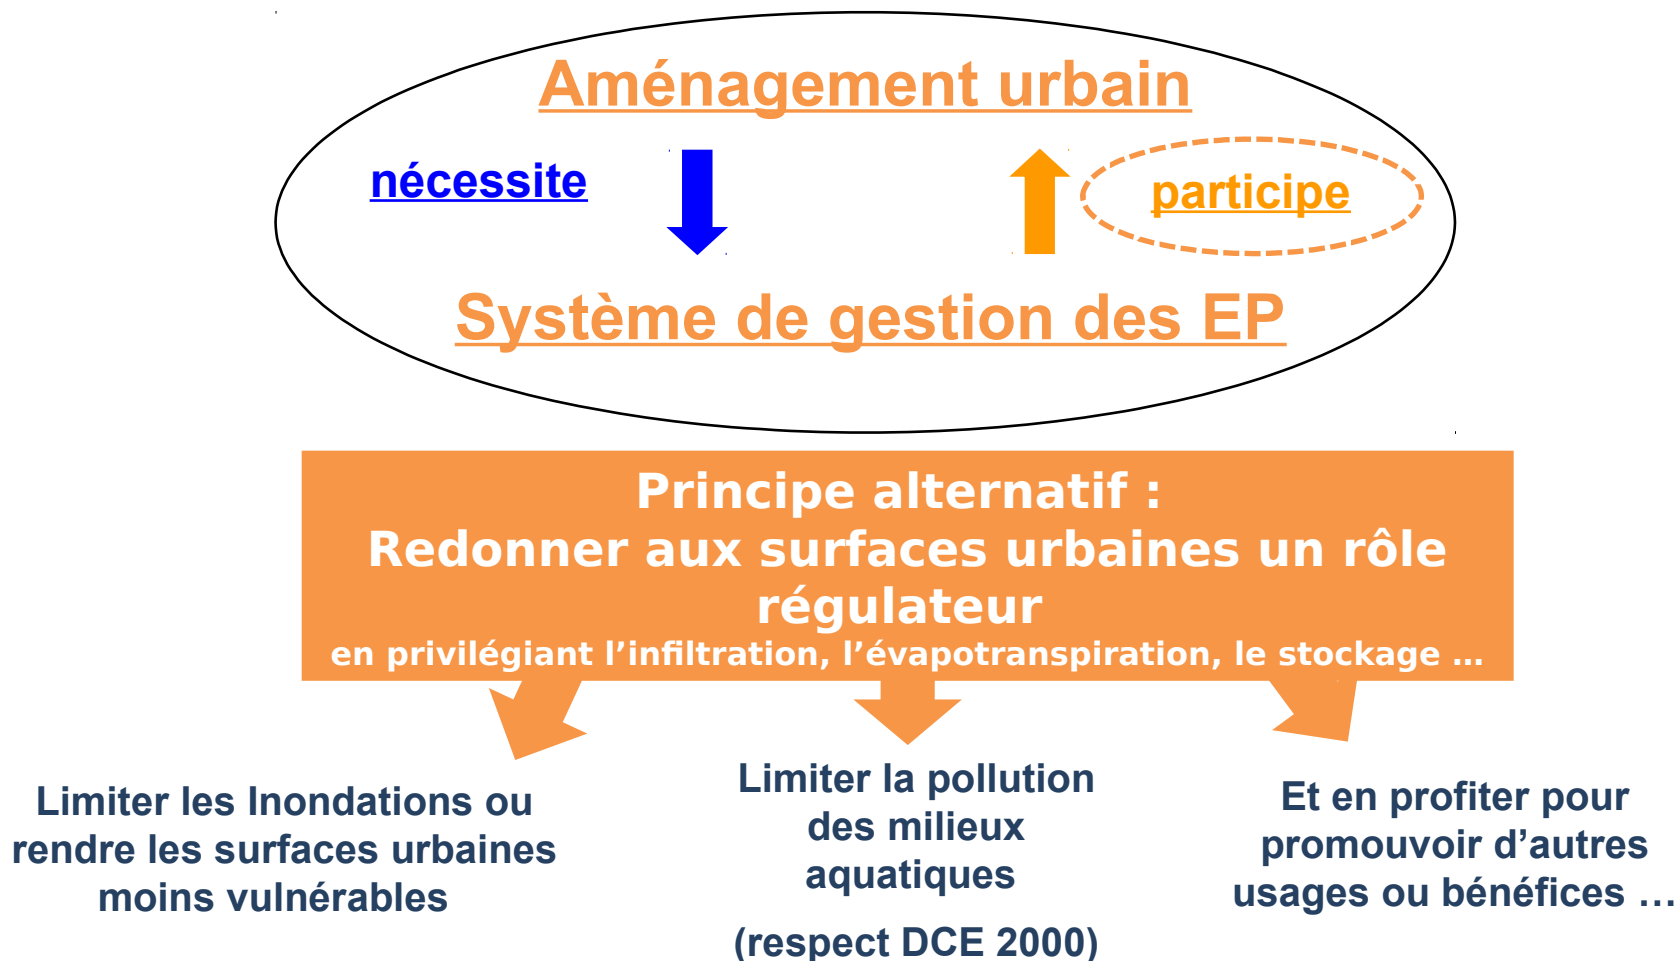 Aménagement urbain
nécessite
participe
Système de gestion des EP
Principe alternatif :
Redonner aux surfaces urbaines un rôle
régulateur
en privilégiant l’infiltration, l’évapotranspiration, le stockage …
Limiter les Inondations ou
rendre les surfaces urbaines
moins vulnérables
Limiter la pollution
des milieux
aquatiques
(respect DCE 2000)
Et en profiter pour
promouvoir d’autres
usages ou bénéfices …